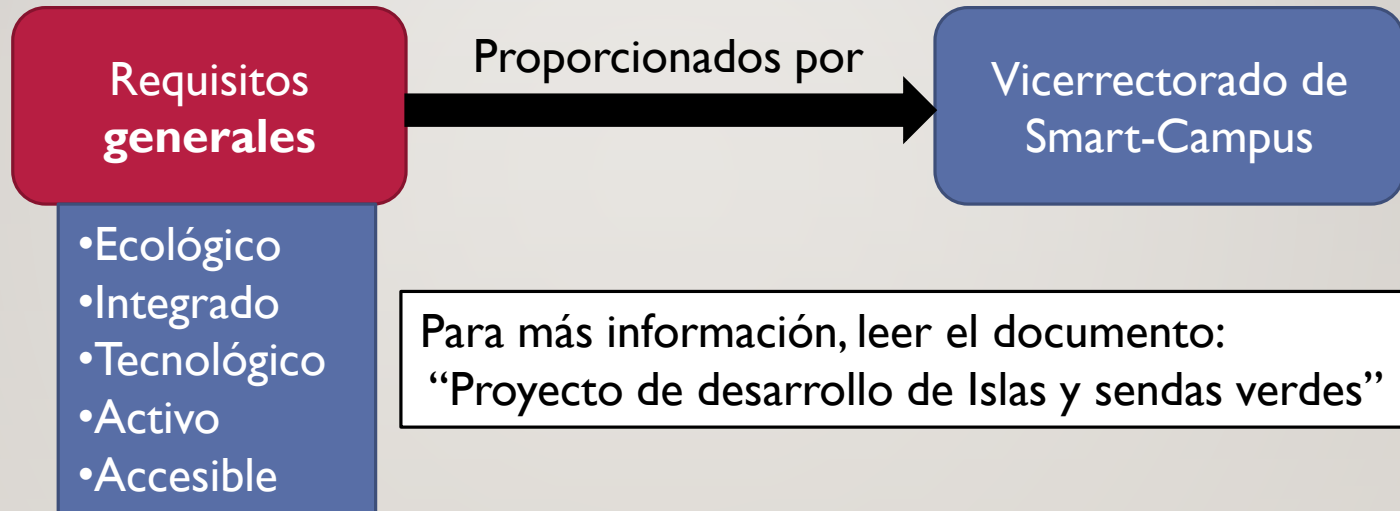 Requisitos
generales
Proporcionados por
Vicerrectorado de
Smart-Campus
•Ecológico
•Integrado
•Tecnológico
•Activo
•Accesible
Para más información, leer el documento:
“Proyecto de desarrollo de Islas y sendas verdes”